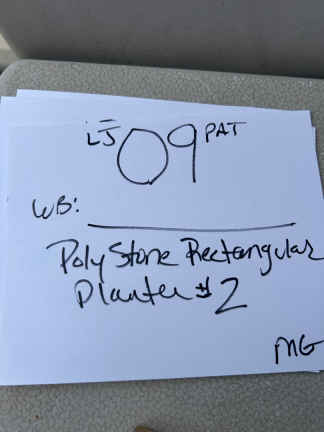 LJ 09 PAT
WB:
Poly Stone Rectangular
Planter #2
MG